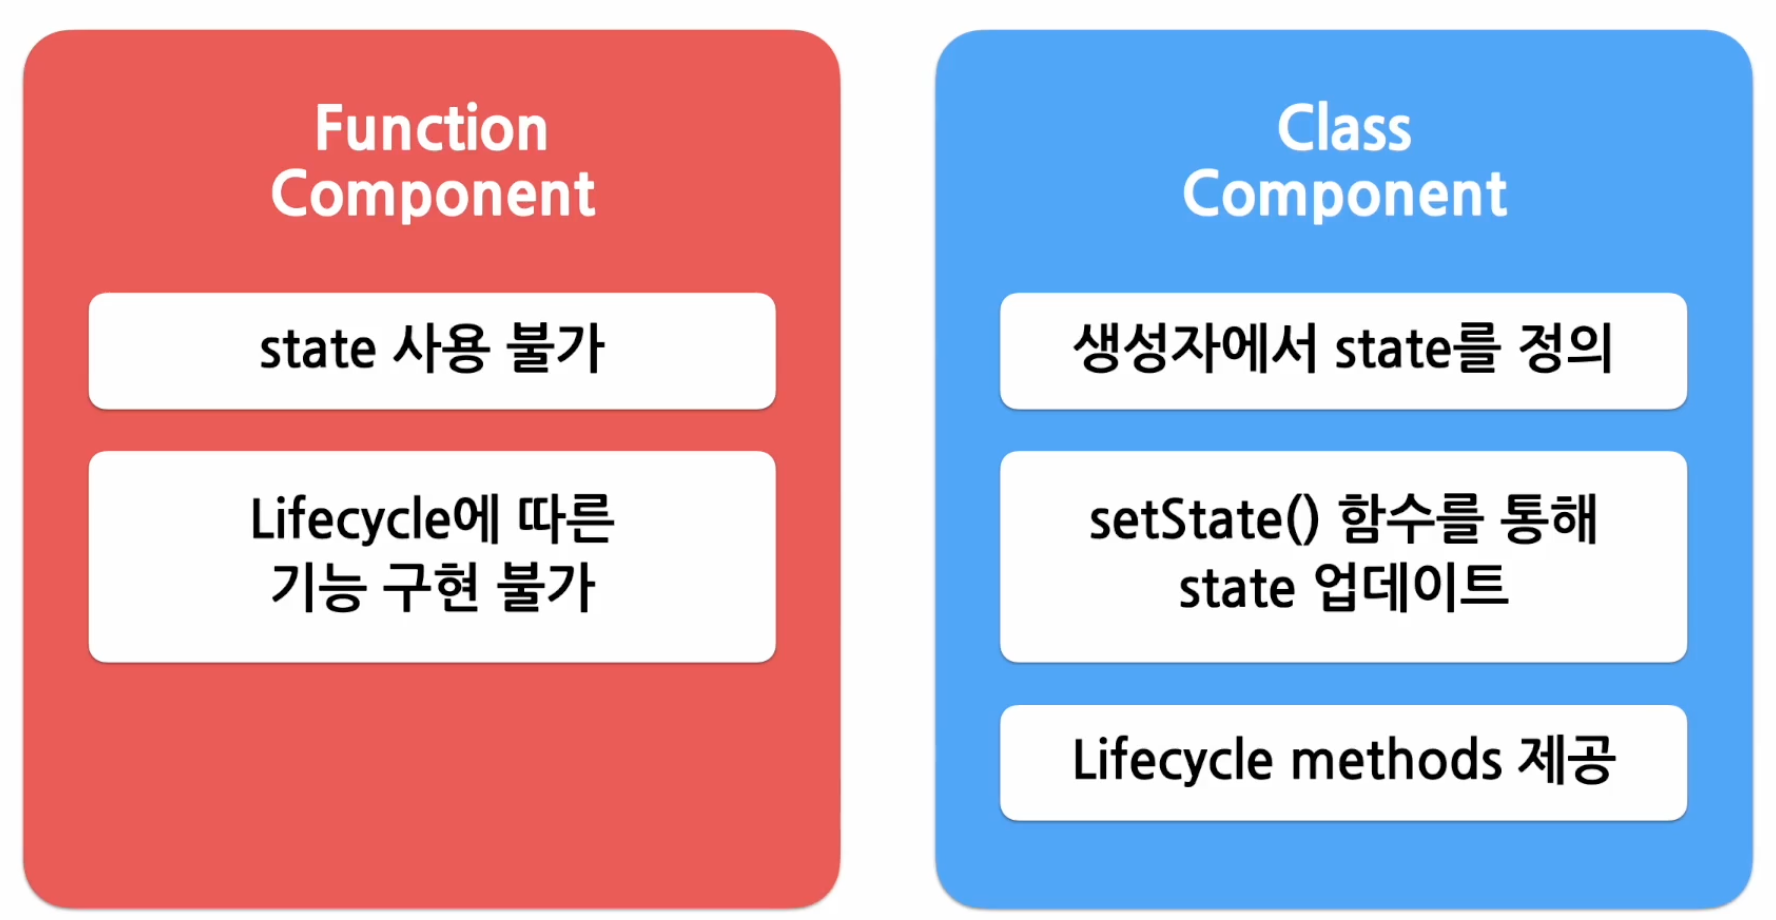 Function
Component
state 사용 불가
Lifecycle에 따른
기능 구현 불가
Class
Component
생성자에서 state를 정의
setState() 함수를 통해
state 업데이트
Lifecycle methods 제공